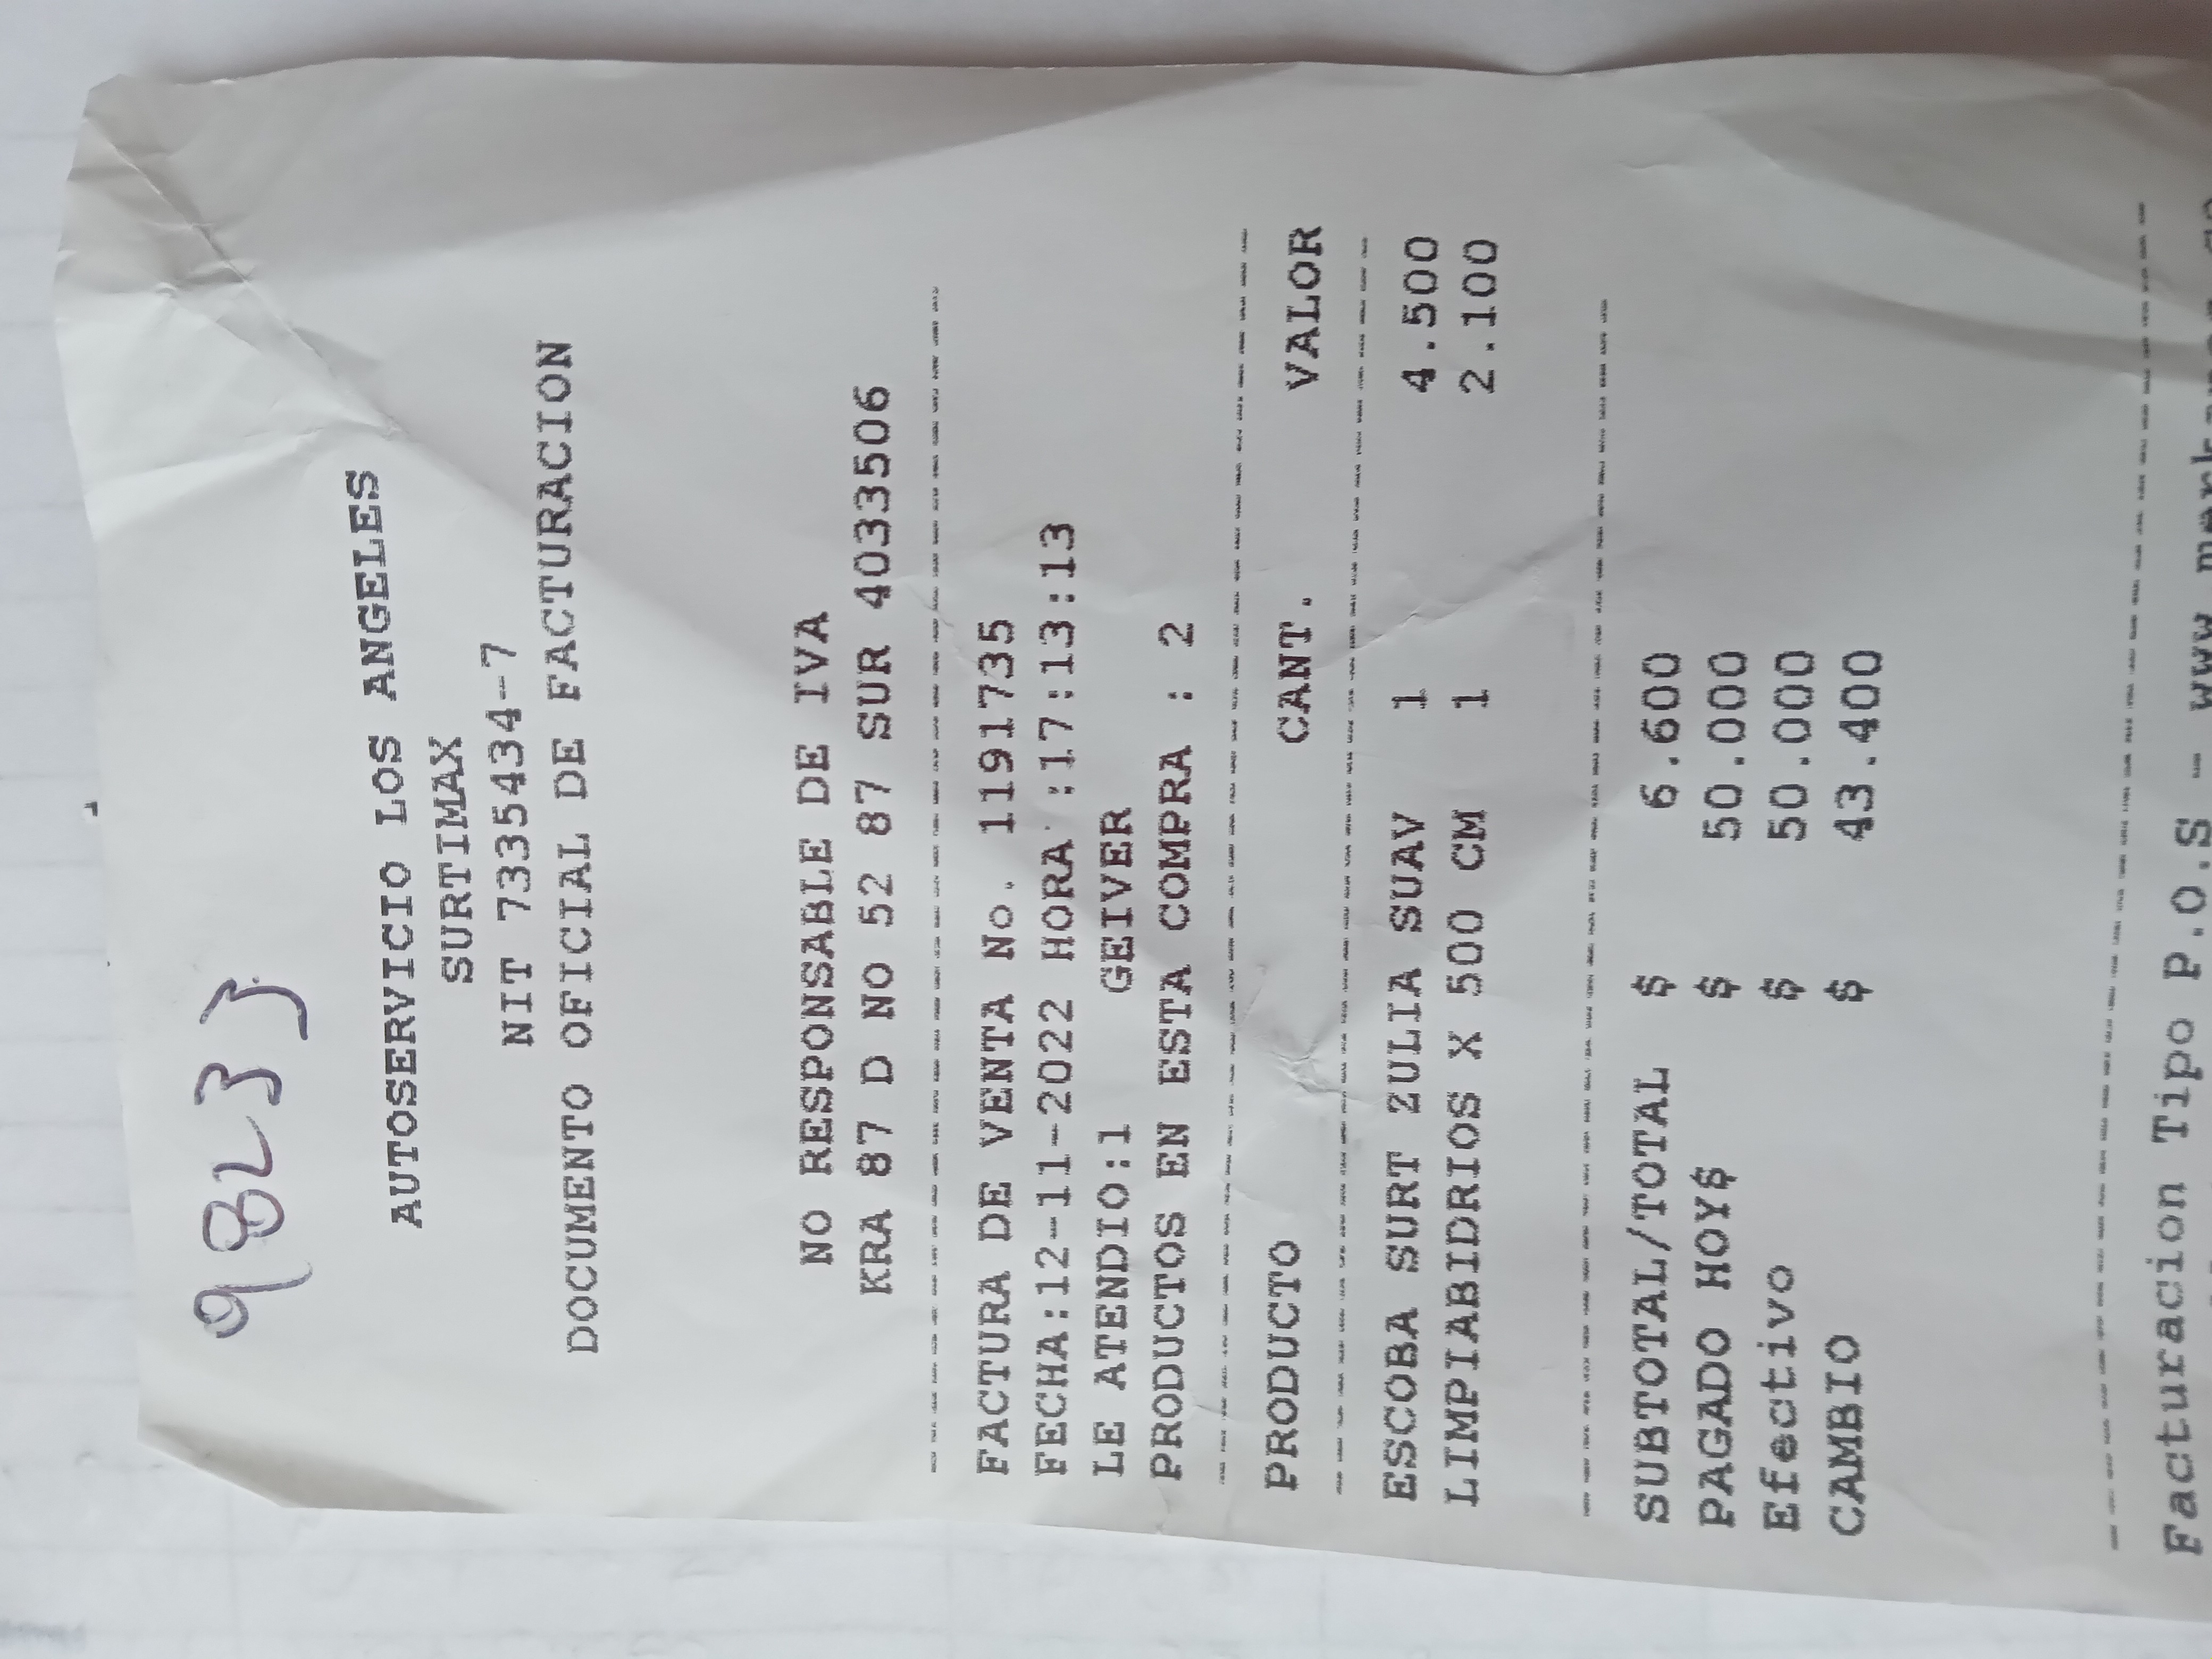 AUTOSERVICIO LOS ANGELES
SURTIMAX
NIT 7335434-7
DOCUMENTO OFICIAL DE FACTURACION
NO RESPONSABLE DE IVA
KRA 87 D NO 52 87 SUR 4033506
FACTURA DE VENTA No. 1191735
FECHA:12-11-2022 HORA :17:13:13
LE ATENDIO:1 GEIVER
PRODUCTOS EN ESTA COMPRA : 2
PRODUCTO CANT. VALOR
ESCOBA SURT ZULIA SUAV 1 4.500
LIMPIABIDRIOS X 500 CM 1 2.100
SUBTOTAL/TOTAL $ 6.600
PAGADO HOY$ $ 50.000
Efectivo $ 50.000
CAMBIO $ 43.400
Facturacion Tipo P.O.S - www